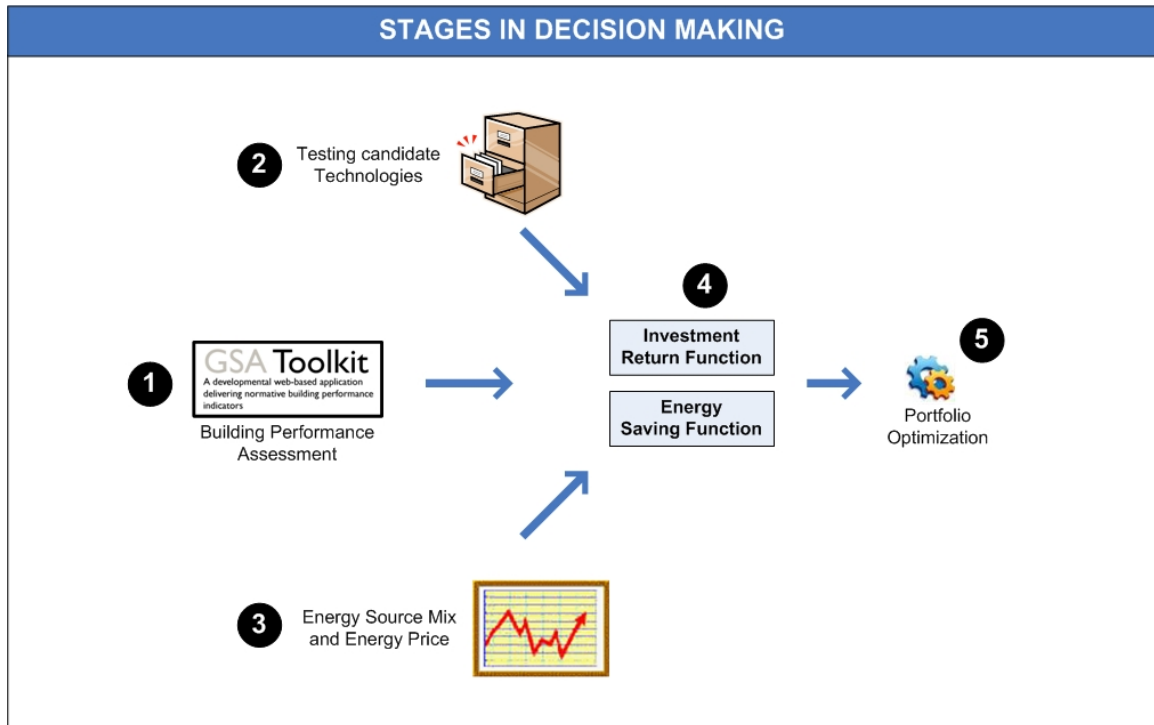 STAGES IN DECISION MAKING
2
Testing candidate
Technologies
4
Investment
Return Function
Energy
Saving Function
5
Portfolio
Optimization
1
GSA Toolkit
A developmental web-based application
delivering normative building performance
indicators
Building Performance
Assessment
3
Energy Source Mix
and Energy Price